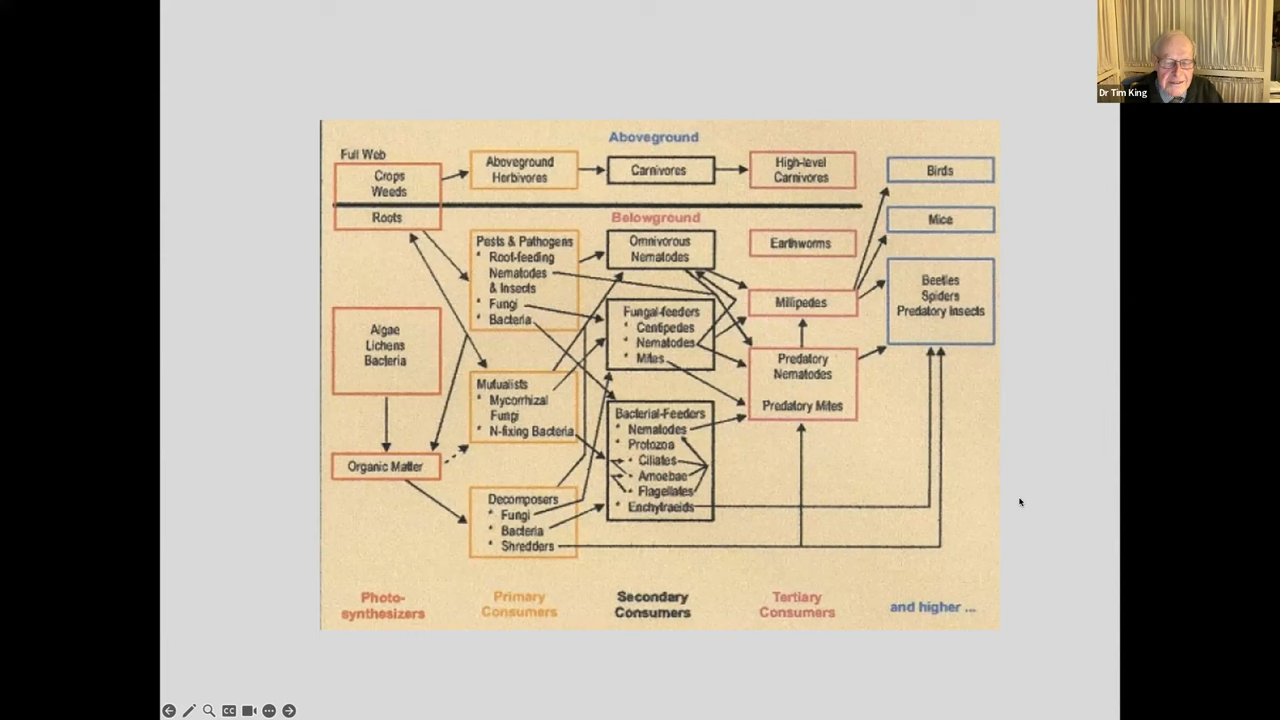 Dr Tim King
Aboveground
Full Web
Crops
Weeds
Roots
Aboveground
Herbivores
Carnivores
High-level
Carnivores
Birds
Belowground
Mice
Pests & Pathogens
* Root-feeding
Nematodes
& Insects
* Fungi
* Bacteria
Omnivorous
Nematodes
Earthworms
Millipedes
Beetles
Spiders
Predatory Insects
Algae
Lichens
Bacteria
Fungal-feeders
* Centipedes
* Nematodes
* Mites
Predatory
Nematodes
Predatory Mites
Mutualists
* Mycorrhizal
Fungi
* N-fixing Bacteria
Bacterial-Feeders
* Nematodes
* Protozoa
* Ciliates
* Amoebae
* Flagellates
* Enchytraeids
Organic Matter
Decomposers
* Fungi
* Bacteria
* Shredders
Photo-
synthesizers
Primary
Consumers
Secondary
Consumers
Tertiary
Consumers
and higher ...
CC